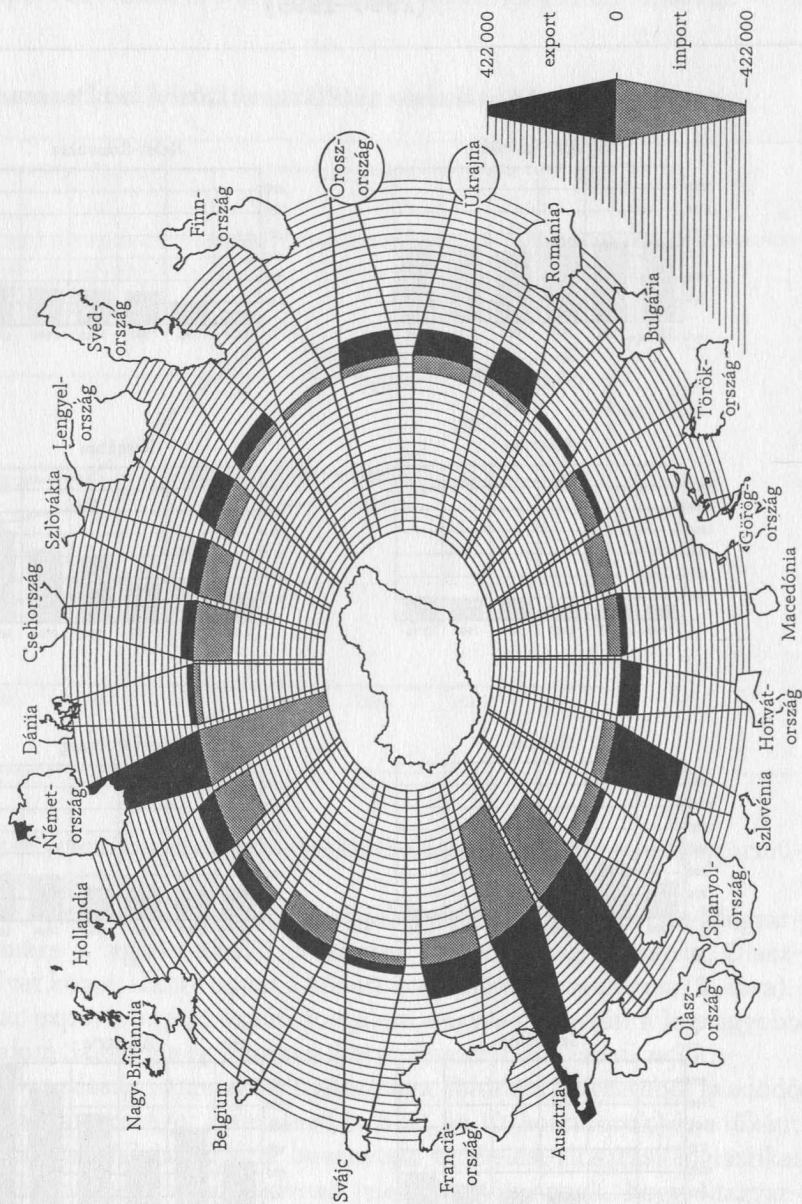 Svéd-
ország
Finn-
ország
Orosz-
ország
Ukrajna
Románia
Bulgária
Török-
ország
Görög-
ország
Macedónia
Horvát-
ország
Szlovénia
Spanyol-
ország
Olasz-
ország
Ausztria
Francia-
ország
Svájc
Belgium
Nagy-Britannia
Hollandia
Német-
ország
Dánia
Csehország
Szlovákia
Lengyel-
ország
422 000
export
0
import
–422 000